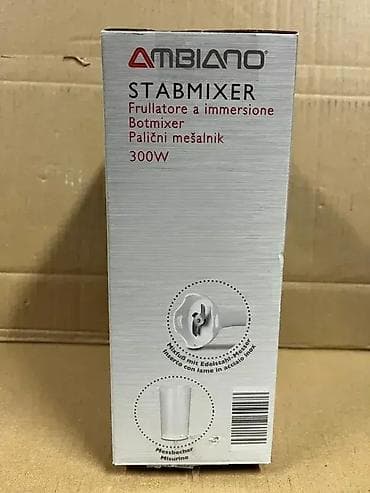 AMBIANO
STABMIXER
Frullatore a immersione
Botmixer
Palični mešalnik
300W
Mixfuß mit Edelstahl-Messer
Inserto con lame in acciaio inox
Messbecher
Misurino